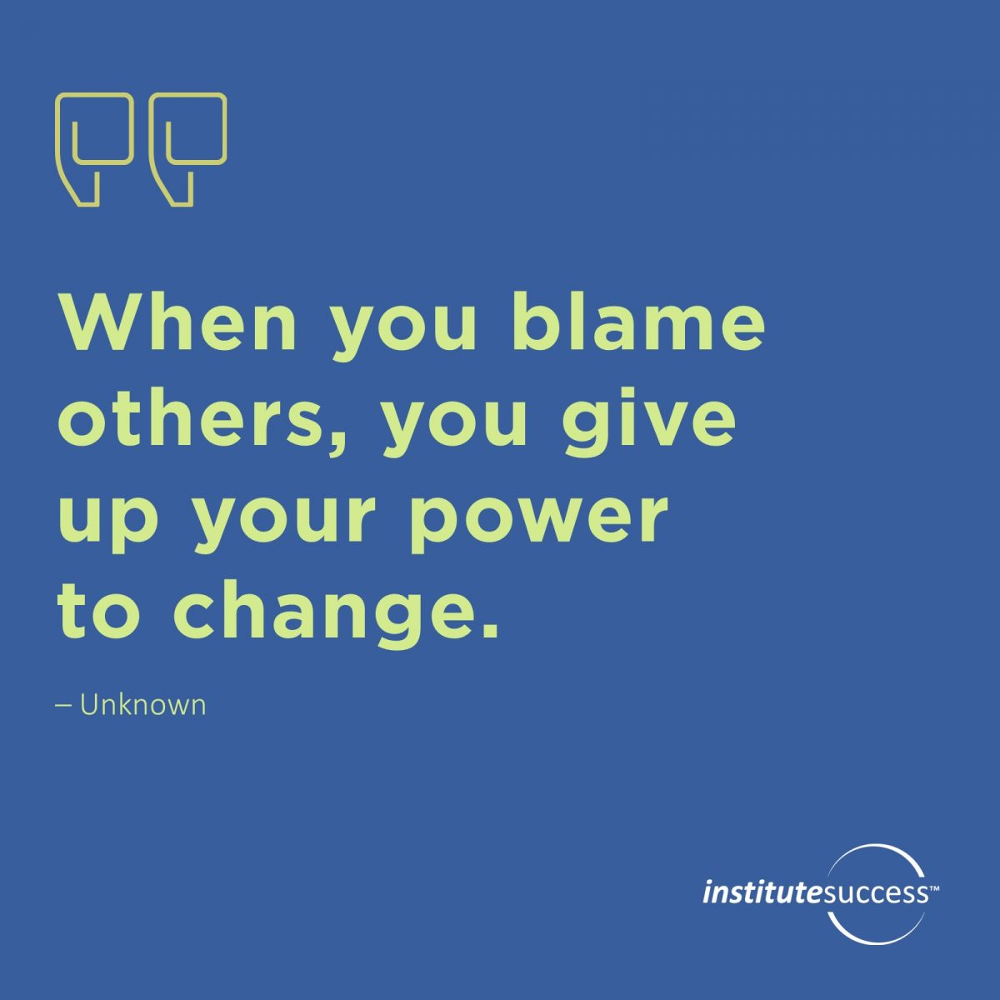 When you blame
others, you give
up your power
to change.
– Unknown
institutesuccess™